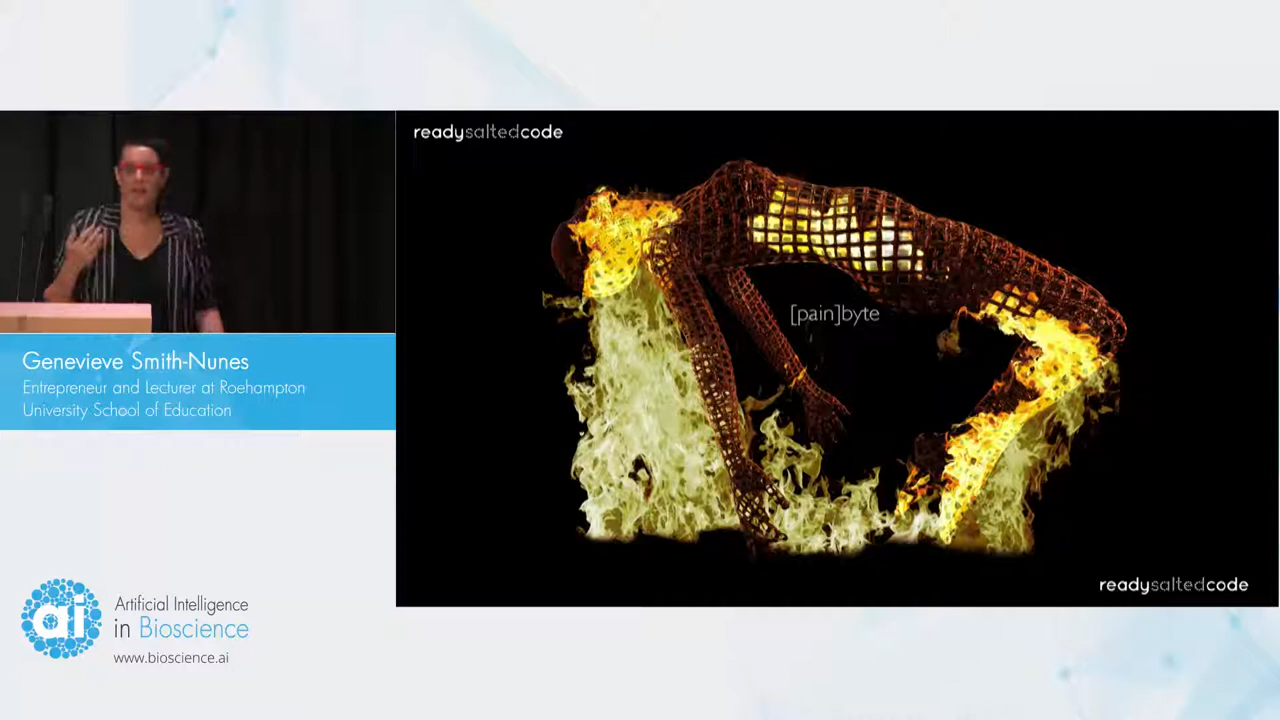 readysaltedcode
[pain]byte
readysaltedcode
Genevieve Smith-Nunes
Entrepreneur and Lecturer at Roehampton
University School of Education
ai
Artificial Intelligence
in Bioscience
www.bioscience.ai